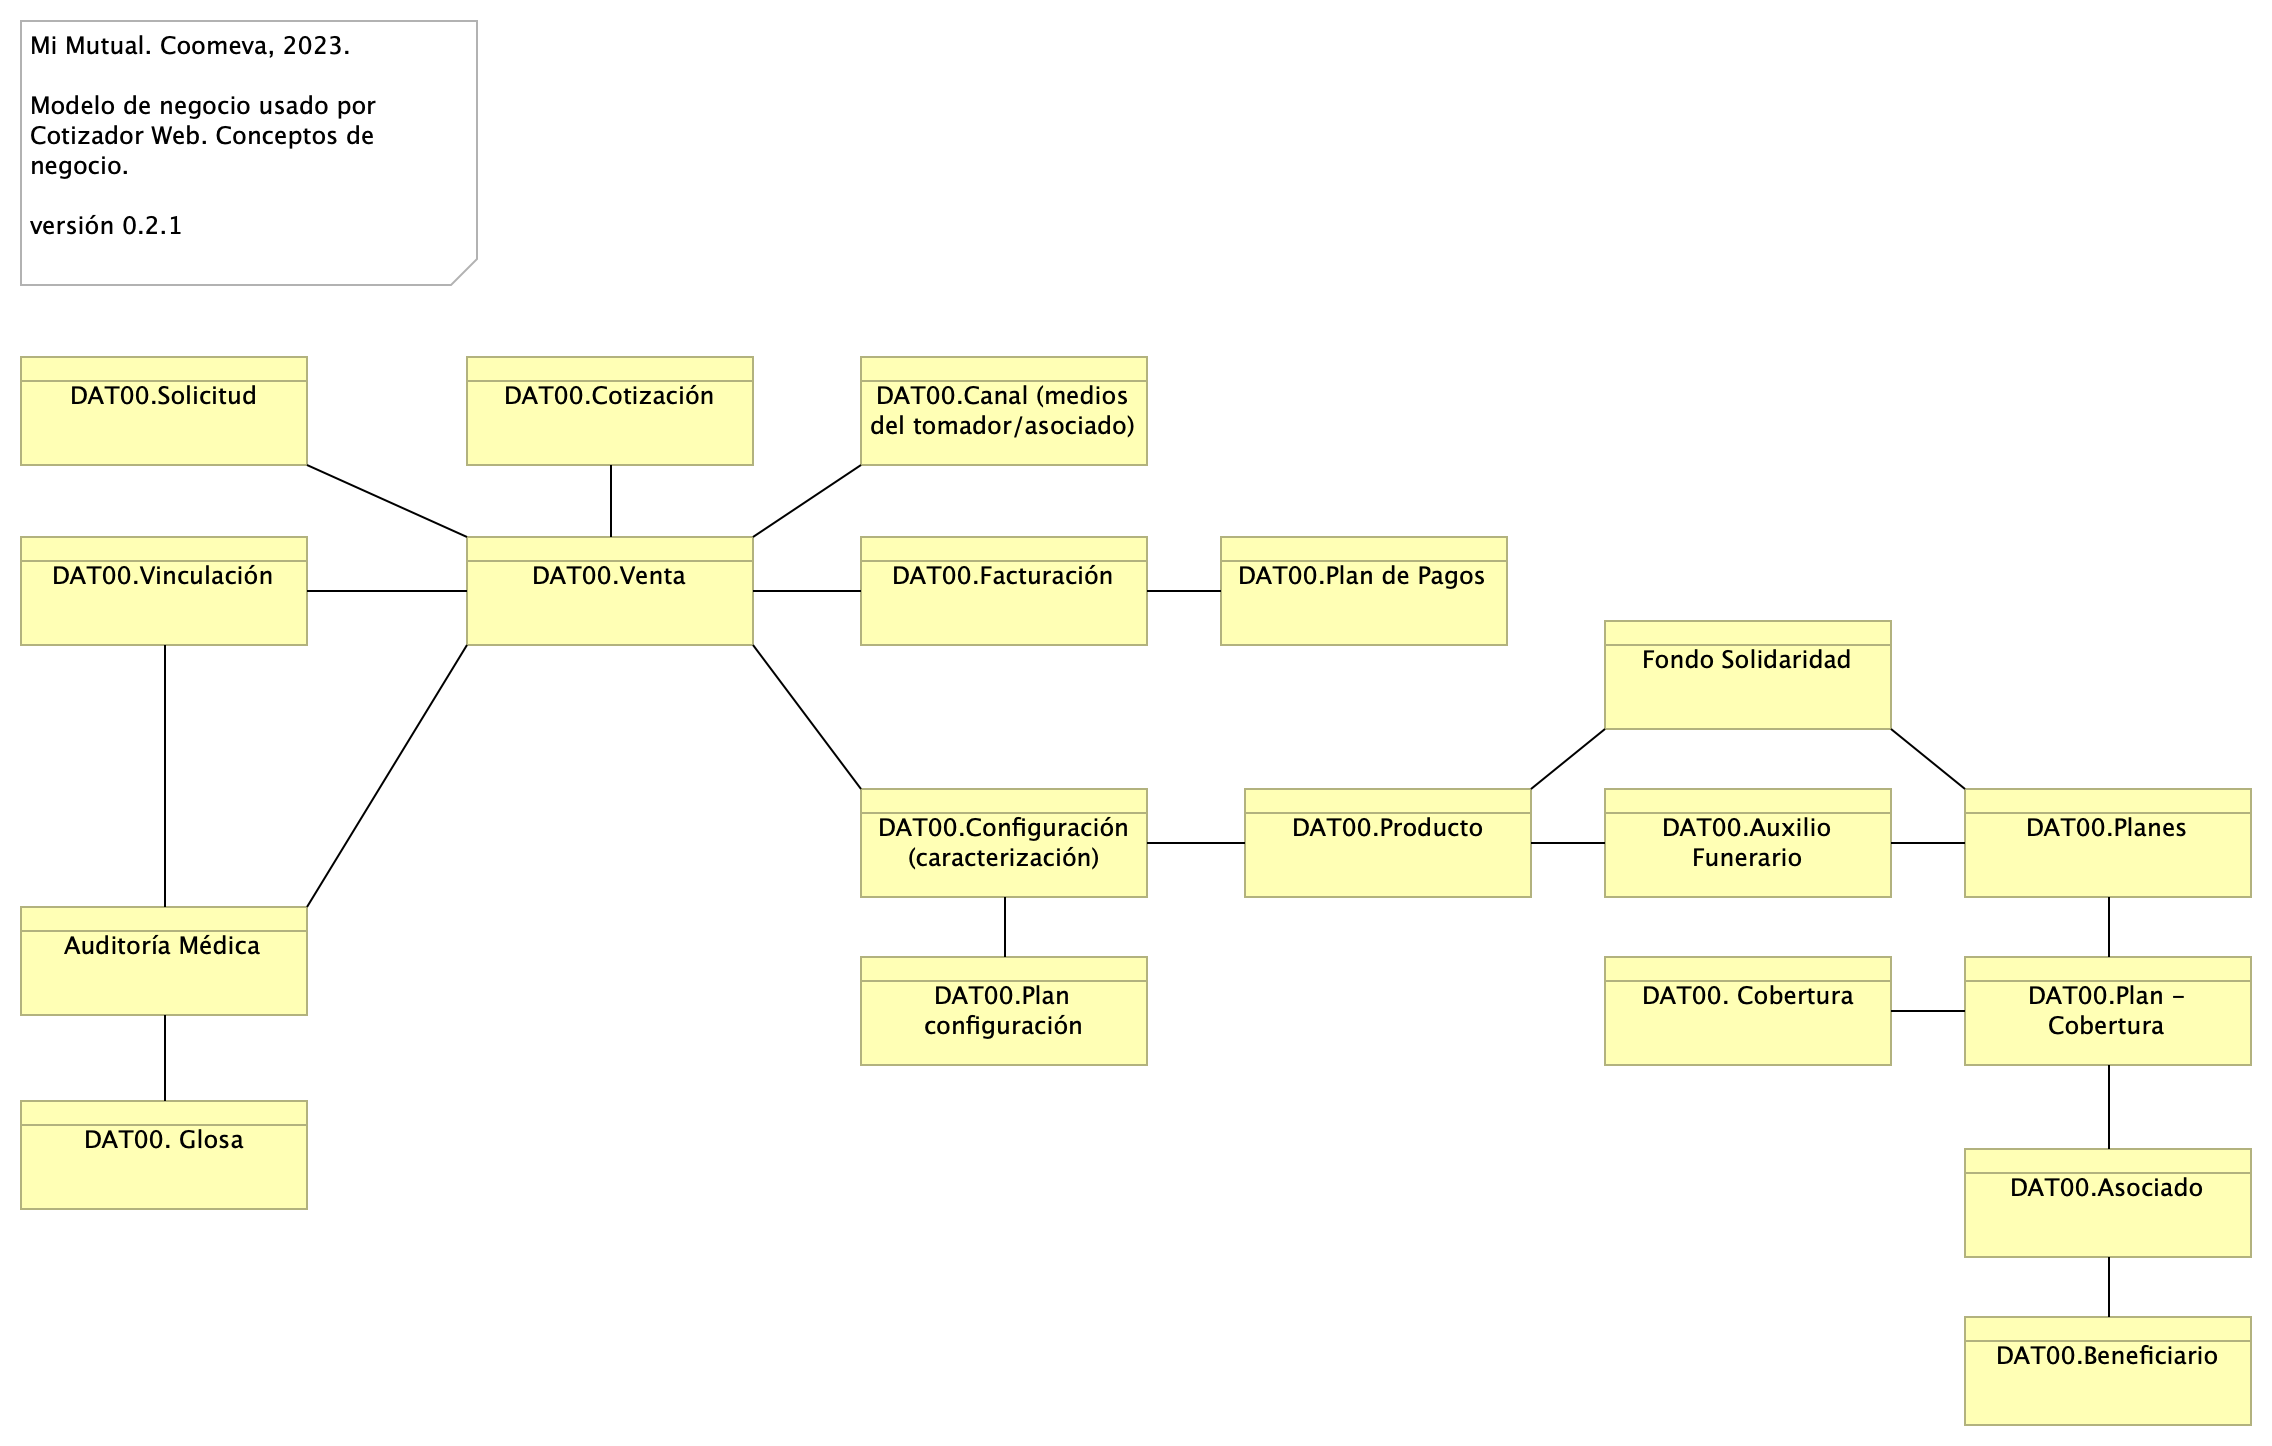 Mi Mutual. Coomeva, 2023.
Modelo de negocio usado por
Cotizador Web. Conceptos de
negocio.
versión 0.2.1
DAT00.Solicitud
DAT00.Cotización
DAT00.Canal (medios
del tomador/asociado)
DAT00.Vinculación
DAT00.Venta
DAT00.Facturación
DAT00.Plan de Pagos
Fondo Solidaridad
DAT00.Configuración
(caracterización)
DAT00.Producto
DAT00.Auxilio
Funerario
DAT00.Planes
Auditoría Médica
DAT00.Plan
configuración
DAT00. Cobertura
DAT00.Plan -
Cobertura
DAT00. Glosa
DAT00.Asociado
DAT00.Beneficiario